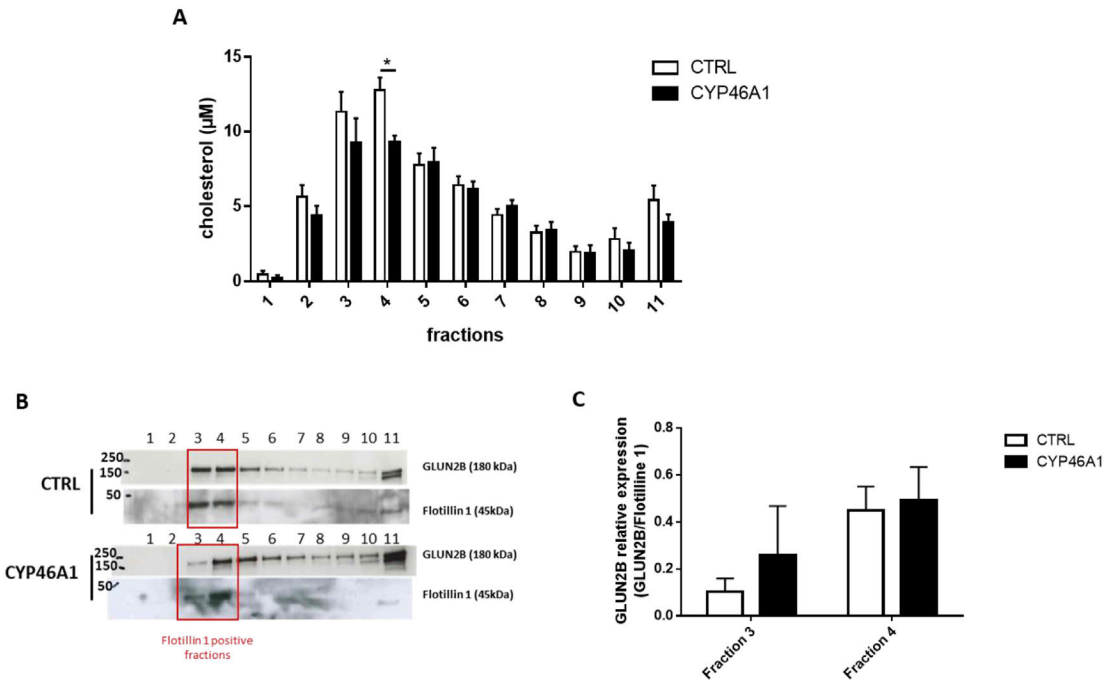 A
15
10
5
0
cholesterol (µM)
*
CTRL
CYP46A1
1 2 3 4 5 6 7 8 9 10 11
fractions
B
1 2 3 4 5 6 7 8 9 10 11
250
150
50
CTRL
GLUN2B (180 kDa)
Flotillin 1 (45kDa)
1 2 3 4 5 6 7 8 9 10 11
250
150
50
CYP46A1
GLUN2B (180 kDa)
Flotillin 1 (45kDa)
Flotillin 1 positive
fractions
C
0.8
0.6
0.4
0.2
0.0
GLUN2B relative expression
(GLUN2B/Flotilline 1)
CTRL
CYP46A1
Fraction 3
Fraction 4